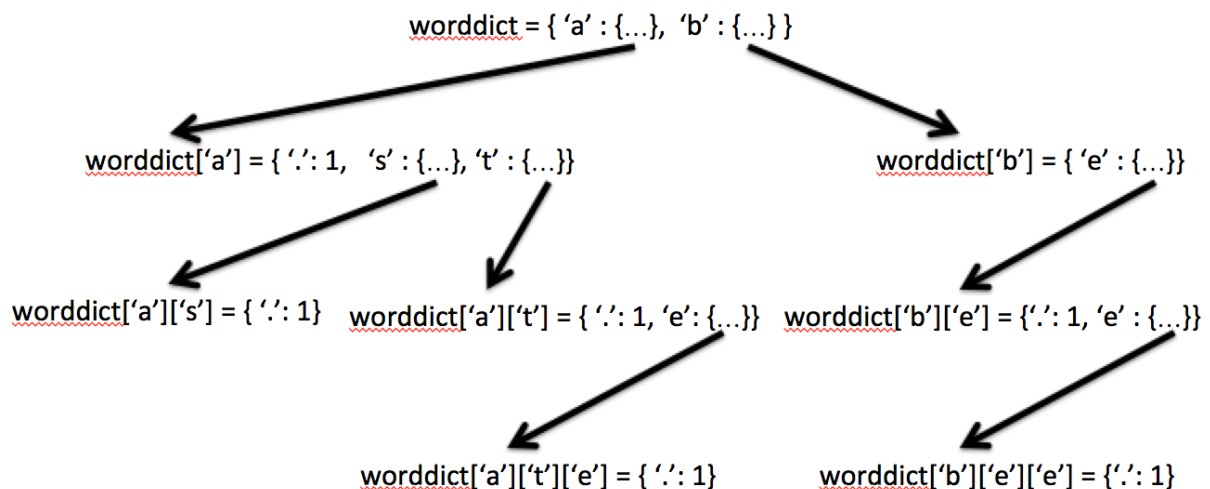 worddict = { ‘a’ : {...}, ‘b’ : {...} }
worddict[‘a’] = { ‘.’: 1, ‘s’ : {...}, ‘t’ : {...}}
worddict[‘b’] = { ‘e’ : {...}}
worddict[‘a’][‘s’] = { ‘.’: 1}
worddict[‘a’][‘t’] = { ‘.’: 1, ‘e’: {...}}
worddict[‘b’][‘e’] = {‘.’: 1, ‘e’ : {...}}
worddict[‘a’][‘t’][‘e’] = { ‘.’: 1}
worddict[‘b’][‘e’][‘e’] = {‘.’: 1}